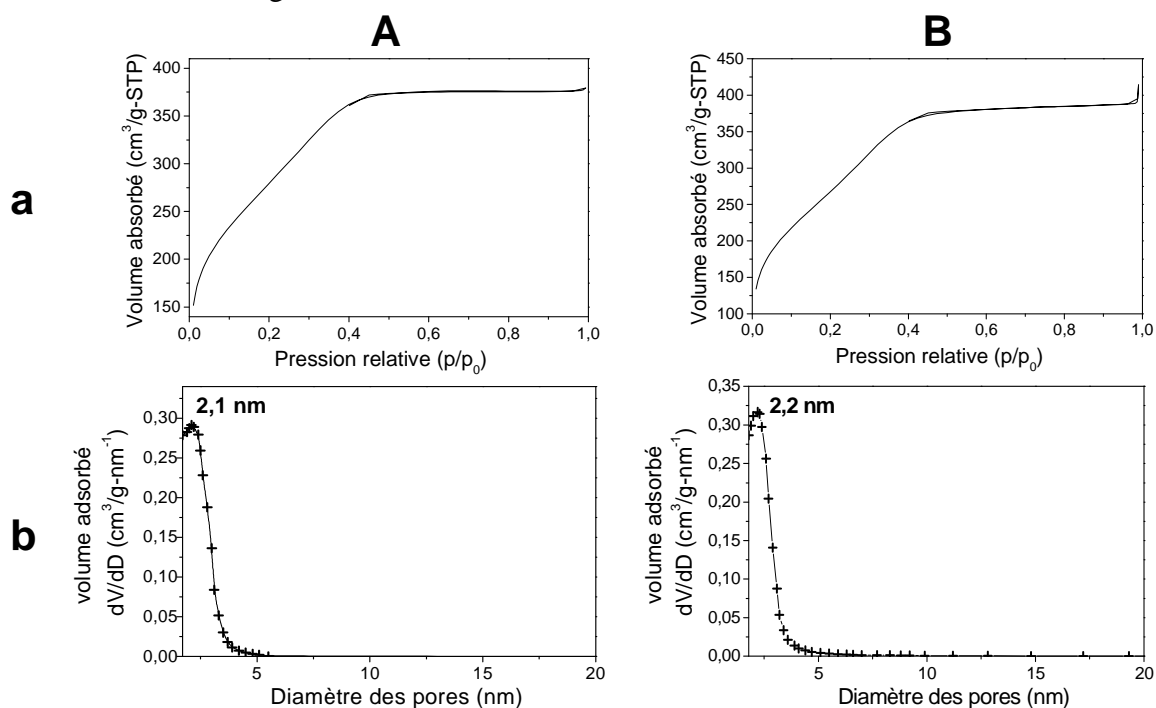 A
B
a
Volume absorbé (cm³/g-STP)
400
350
300
250
200
150
0,0 0,2 0,4 0,6 0,8 1,0
Pression relative (p/p₀)
Volume absorbé (cm³/g-STP)
450
400
350
300
250
200
150
100
0,0 0,2 0,4 0,6 0,8 1,0
Pression relative (p/p₀)
b
volume adsorbé
dV/dD (cm³/g-nm⁻¹)
2,1 nm
0,30
0,25
0,20
0,15
0,10
0,05
0,00
5 10 15 20
Diamètre des pores (nm)
volume adsorbé
dV/dD (cm³/g-nm⁻¹)
2,2 nm
0,35
0,30
0,25
0,20
0,15
0,10
0,05
0,00
5 10 15 20
Diamètre des pores (nm)